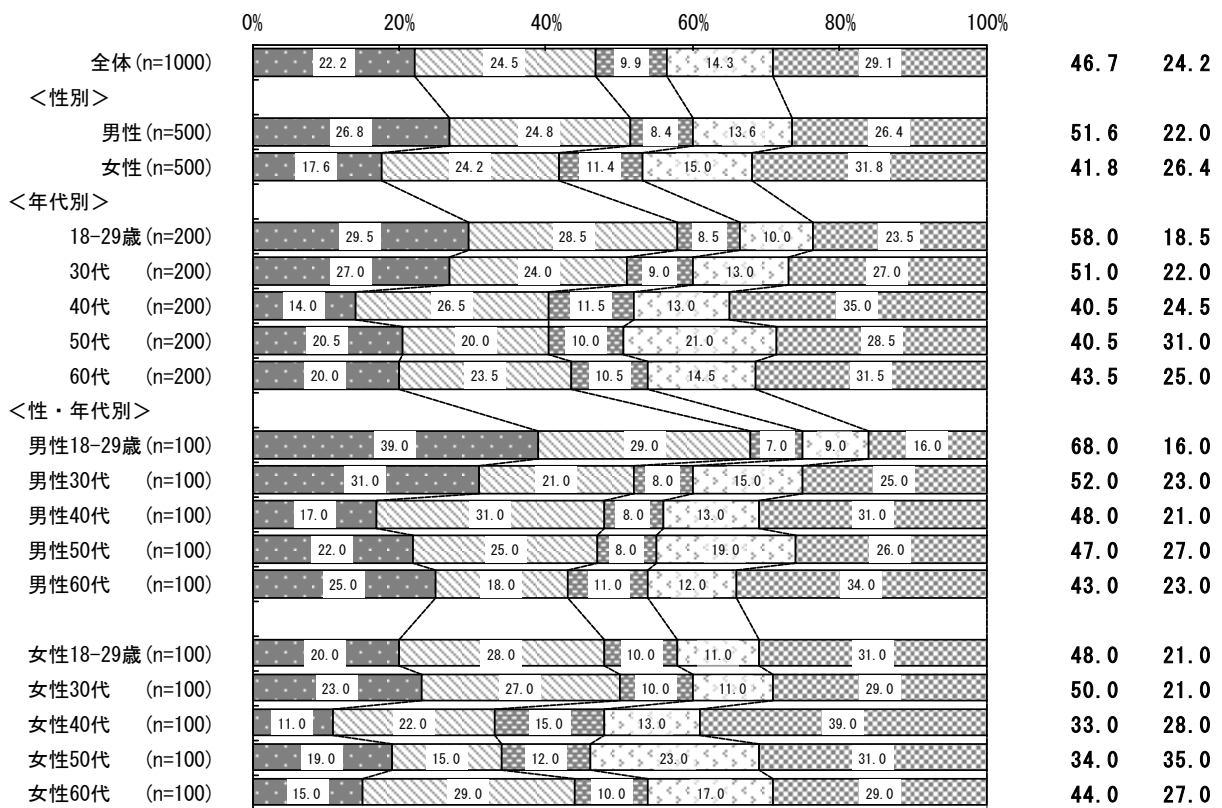 0% 20% 40% 60% 80% 100%
全体(n=1000) 22.2 24.5 9.9 14.3 29.1 46.7 24.2
＜性別＞
男性(n=500) 26.8 24.8 8.4 13.6 26.4 51.6 22.0
女性(n=500) 17.6 24.2 11.4 15.0 31.8 41.8 26.4
＜年代別＞
18-29歳(n=200) 29.5 28.5 8.5 10.0 23.5 58.0 18.5
30代 (n=200) 27.0 24.0 9.0 13.0 27.0 51.0 22.0
40代 (n=200) 14.0 26.5 11.5 13.0 35.0 40.5 24.5
50代 (n=200) 20.5 20.0 10.0 21.0 28.5 40.5 31.0
60代 (n=200) 20.0 23.5 10.5 14.5 31.5 43.5 25.0
＜性・年代別＞
男性18-29歳(n=100) 39.0 29.0 7.0 9.0 16.0 68.0 16.0
男性30代 (n=100) 31.0 21.0 8.0 15.0 25.0 52.0 23.0
男性40代 (n=100) 17.0 31.0 8.0 13.0 31.0 48.0 21.0
男性50代 (n=100) 22.0 25.0 8.0 19.0 26.0 47.0 27.0
男性60代 (n=100) 25.0 18.0 11.0 12.0 34.0 43.0 23.0
女性18-29歳(n=100) 20.0 28.0 10.0 11.0 31.0 48.0 21.0
女性30代 (n=100) 23.0 27.0 10.0 11.0 29.0 50.0 21.0
女性40代 (n=100) 11.0 22.0 15.0 13.0 39.0 33.0 28.0
女性50代 (n=100) 19.0 15.0 12.0 23.0 31.0 34.0 35.0
女性60代 (n=100) 15.0 29.0 10.0 17.0 29.0 44.0 27.0